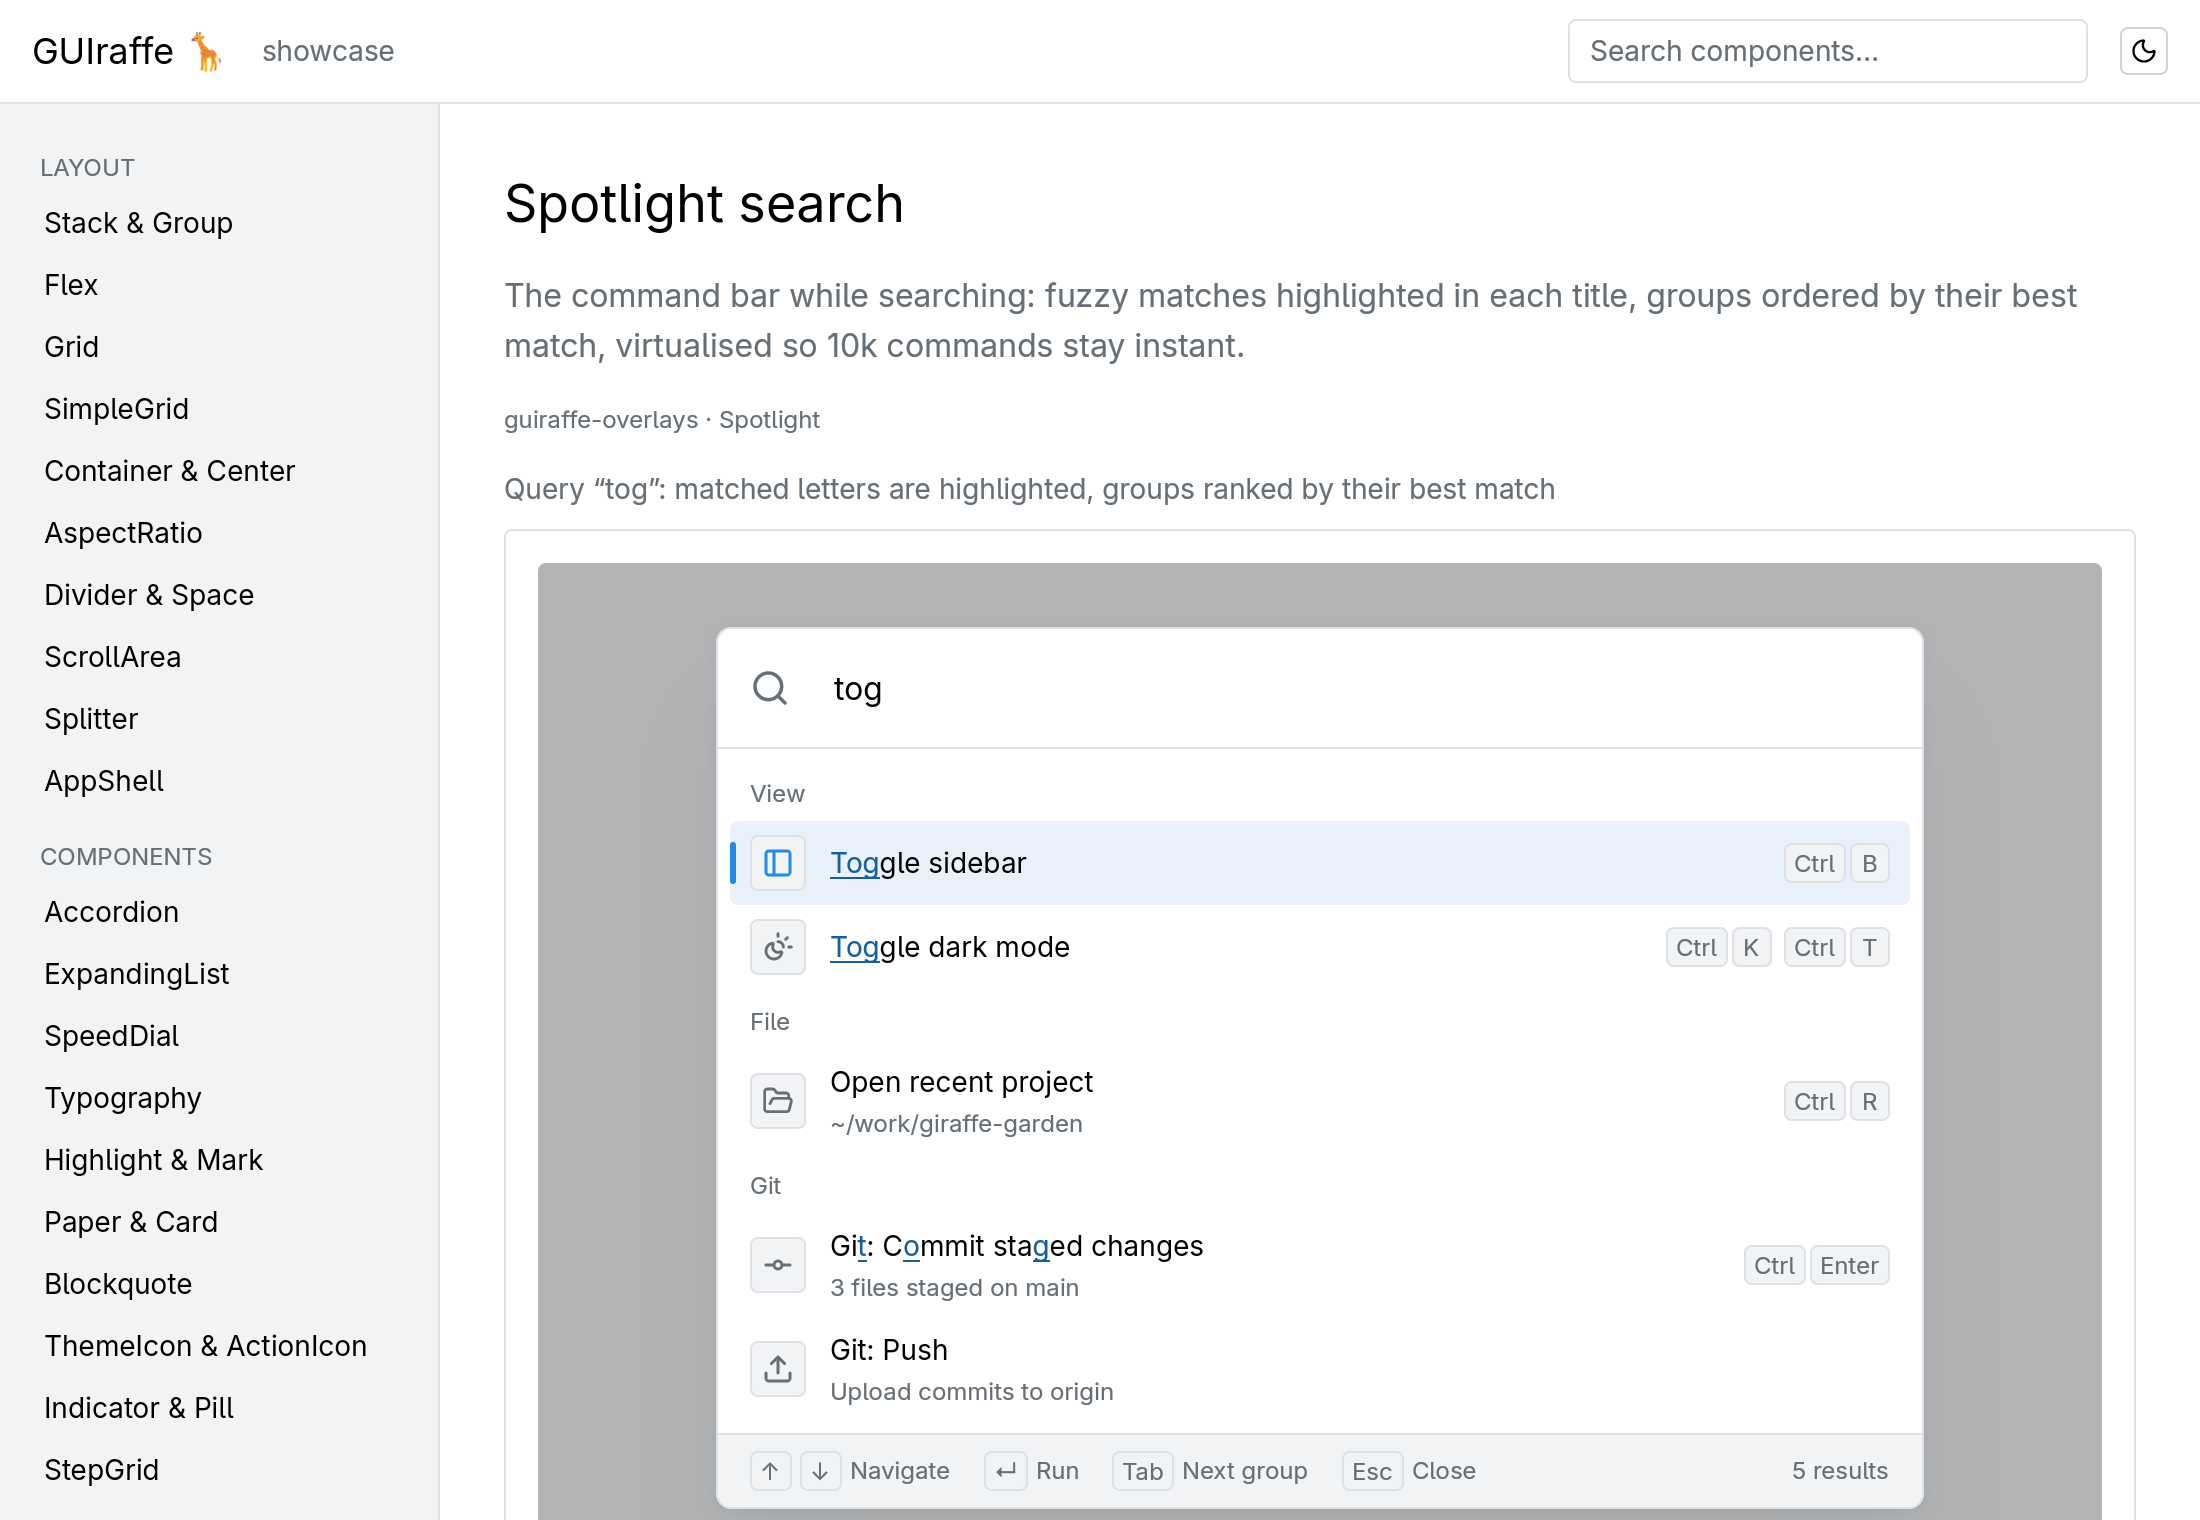 GUIraffe 🦒 showcase Search components...
LAYOUT
Stack & Group
Flex
Grid
SimpleGrid
Container & Center
AspectRatio
Divider & Space
ScrollArea
Splitter
AppShell
COMPONENTS
Accordion
ExpandingList
SpeedDial
Typography
Highlight & Mark
Paper & Card
Blockquote
ThemeIcon & ActionIcon
Indicator & Pill
StepGrid
Spotlight search
The command bar while searching: fuzzy matches highlighted in each title, groups ordered by their best
match, virtualised so 10k commands stay instant.
guiraffe-overlays · Spotlight
Query “tog”: matched letters are highlighted, groups ranked by their best match
tog
View
Toggle sidebar Ctrl B
Toggle dark mode Ctrl K Ctrl T
File
Open recent project Ctrl R
~/work/giraffe-garden
Git
Git: Commit staged changes Ctrl Enter
3 files staged on main
Git: Push
Upload commits to origin
↑ ↓ Navigate ↵ Run Tab Next group Esc Close 5 results